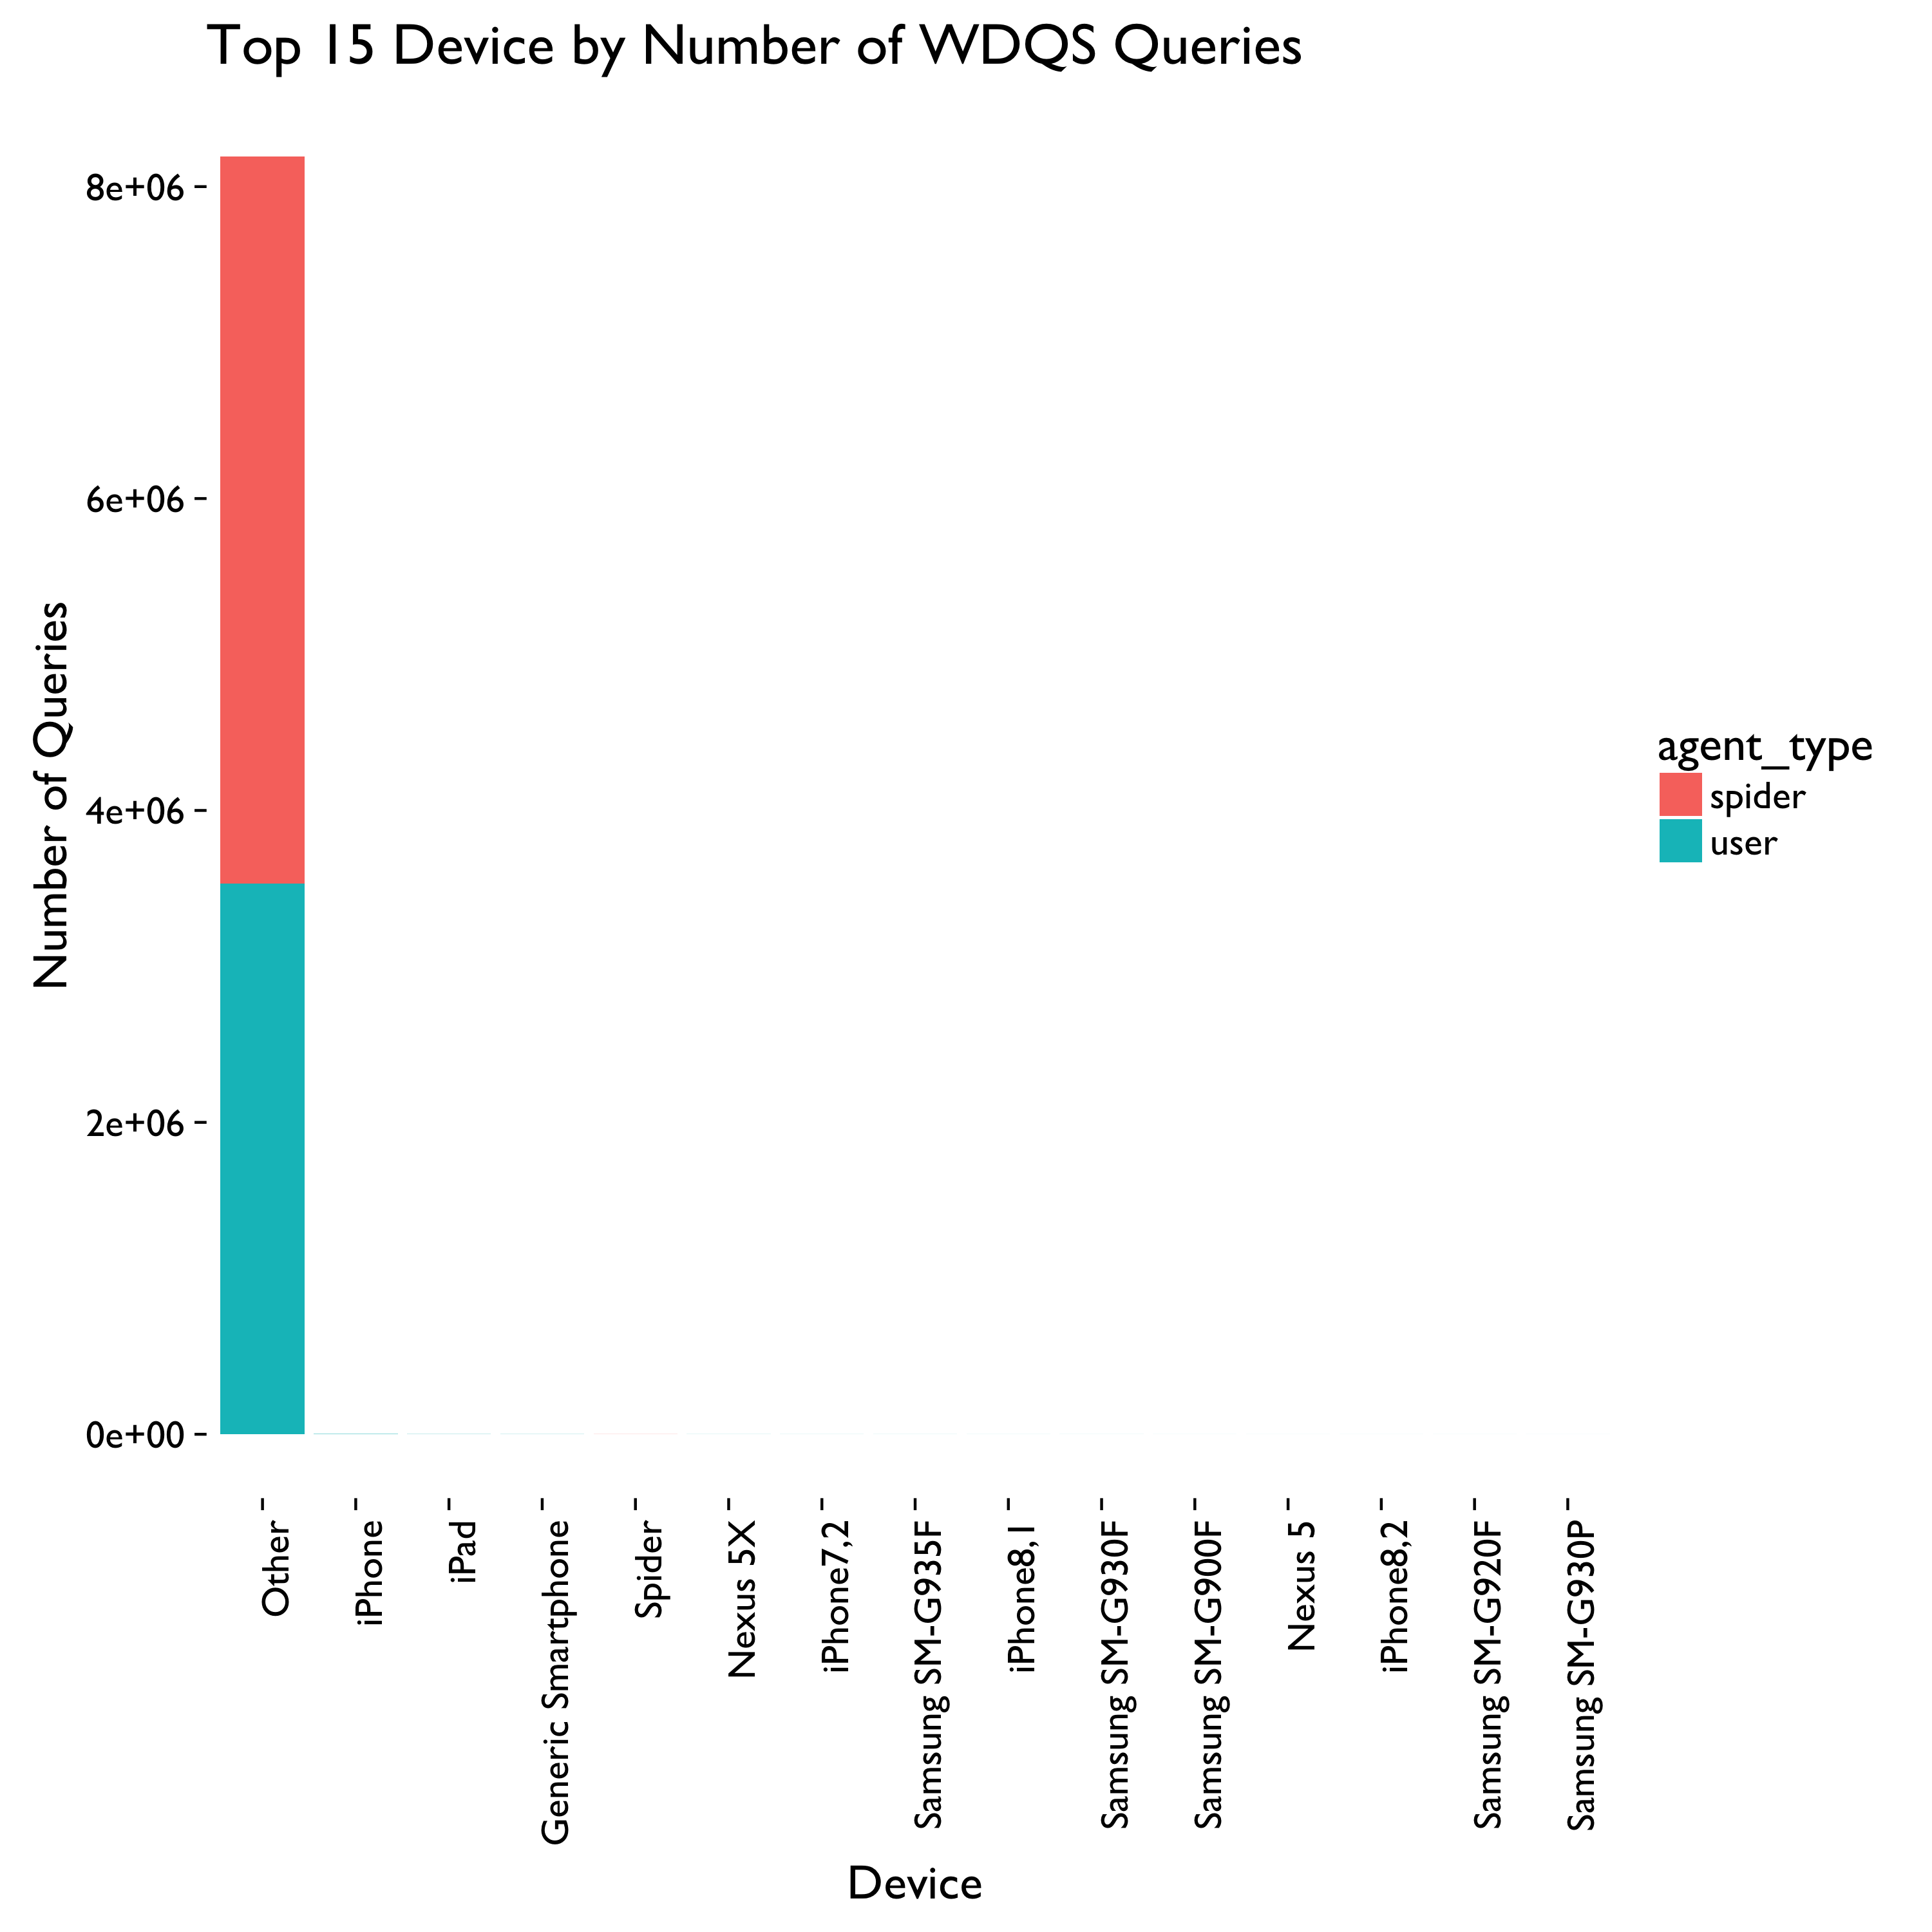 Top 15 Device by Number of WDQS Queries
Number of Queries
8e+06
6e+06
4e+06
2e+06
0e+00
agent_type
spider
user
Other
iPhone
iPad
Generic Smartphone
Spider
Nexus 5X
iPhone7,2
Samsung SM-G935F
iPhone8,1
Samsung SM-G930F
Samsung SM-G900F
Nexus 5
iPhone8,2
Samsung SM-G920F
Samsung SM-G930P
Device